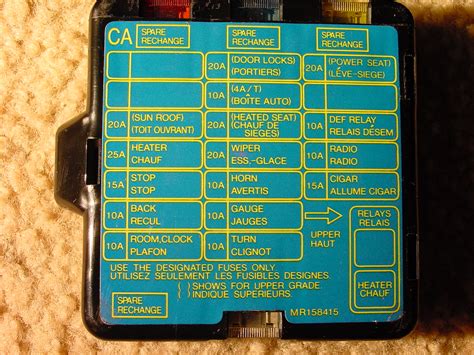 CA
SPARE
RECHANGE
SPARE
RECHANGE
SPARE
RECHANGE
20A (DOOR LOCKS)
(PORTIERS)
20A (POWER SEAT)
(LÉVE-SIEGE)
10A (4A/T)
(BOÎTE AUTO)
20A (SUN ROOF)
(TOIT OUVRANT)
20A (HEATED SEAT)
(CHAUF DE
SIEGES)
10A DEF RELAY
RELAIS DÉSEM
25A HEATER
CHAUF
20A WIPER
ESS.-GLACE
10A RADIO
RADIO
15A STOP
STOP
10A HORN
AVERTIS
15A CIGAR
ALLUME CIGAR
10A BACK
RECUL
10A GAUGE
JAUGES
RELAYS
RELAIS
UPPER
HAUT
10A ROOM,CLOCK
PLAFON
10A TURN
CLIGNOT
USE THE DESIGNATED FUSES ONLY
UTILISEZ SEULEMENT LES FUSIBLES DESIGNES.
( ) SHOWS FOR UPPER GRADE
INDIQUE SUPERIEURS.
HEATER
CHAUF
SPARE
RECHANGE
MR158415